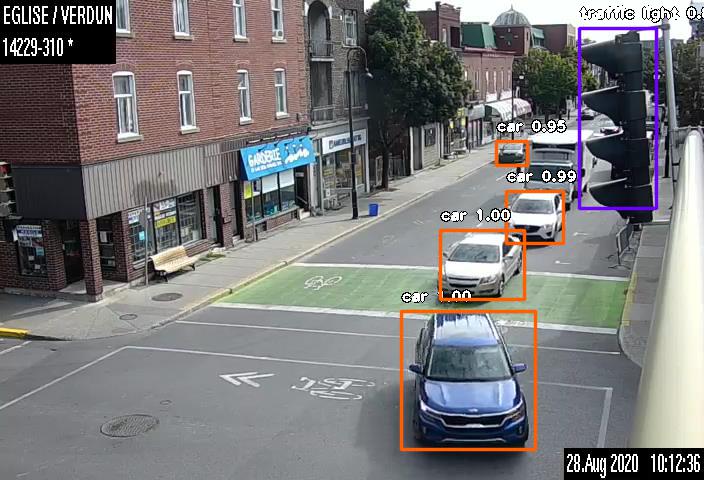 EGLISE / VERDUN
14229-310 *
traffic light 0.
car 0.95
car 0.99
car 1.00
car 1.00
GARDERIE
28.Aug 2020 10:12:36